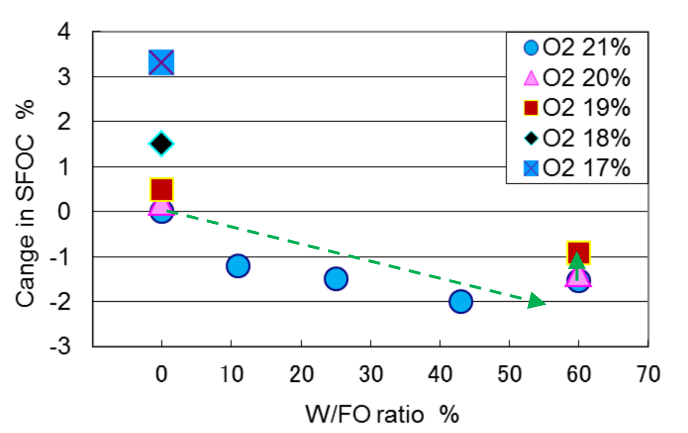 4
3
2
1
0
-1
-2
-3
Cange in SFOC %
O2 21%
O2 20%
O2 19%
O2 18%
O2 17%
0 10 20 30 40 50 60 70
W/FO ratio %